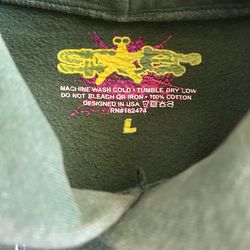 MACHINE WASH COLD • TUMBLE DRY LOW
DO NOT BLEACH OR IRON • 100% COTTON
DESIGNED IN USA
RN#162474
L